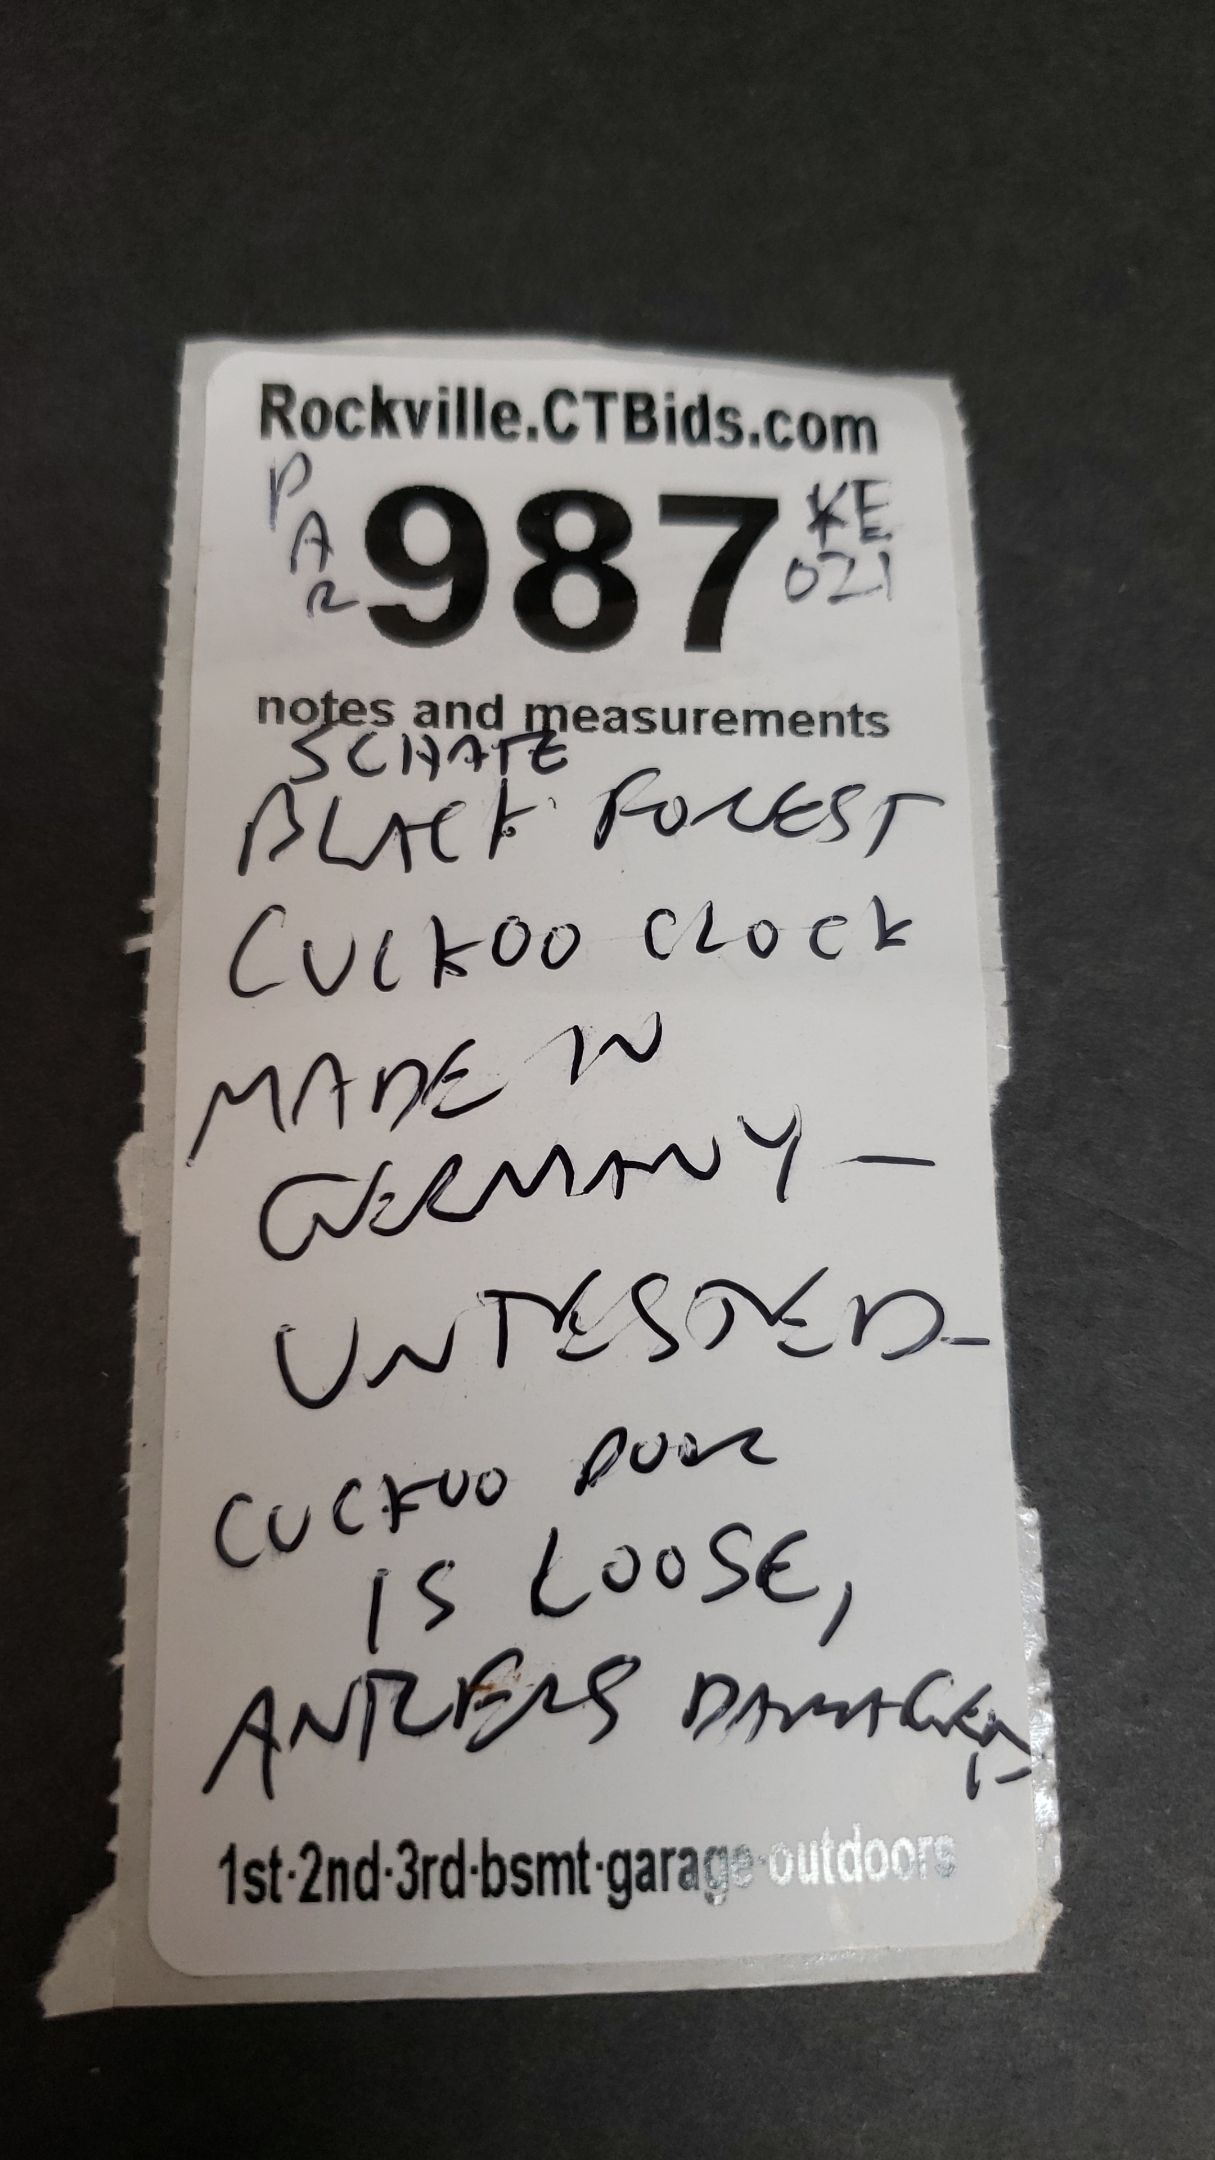 Rockville.CTBids.com
PAR 987 KE
021
notes and measurements
SCHATZ
BLACK FOREST
CUCKOO CLOCK
MADE IN
GERMANY —
UNTESTED -
CUCKOO DOOR
IS LOOSE,
ANTLERS DAMAGED
1st·2nd·3rd·bsmt·garage·outdoors